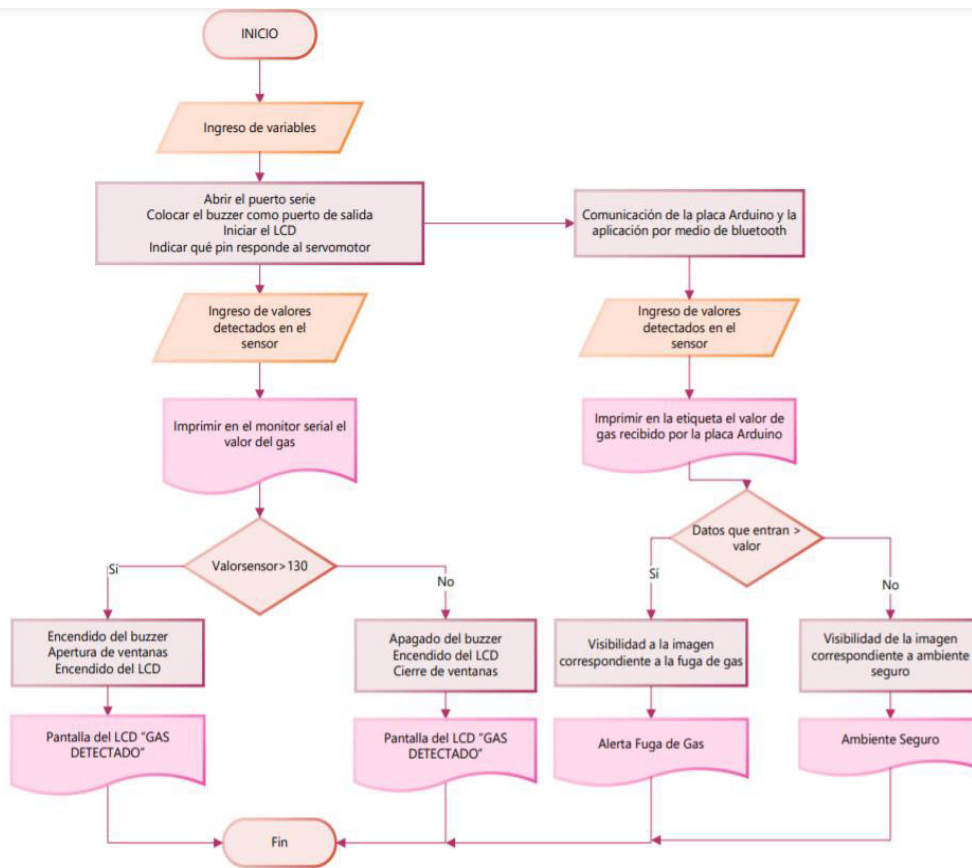 INICIO
Ingreso de variables
Abrir el puerto serie
Colocar el buzzer como puerto de salida
Iniciar el LCD
Indicar qué pin responde al servomotor
Comunicación de la placa Arduino y la
aplicación por medio de bluetooth
Ingreso de valores
detectados en el
sensor
Ingreso de valores
detectados en el
sensor
Imprimir en el monitor serial el
valor del gas
Imprimir en la etiqueta el valor de
gas recibido por la placa Arduino
Valorsensor>130
Datos que entran >
valor
Sí
No
Sí
No
Encendido del buzzer
Apertura de ventanas
Encendido del LCD
Apagado del buzzer
Encendido del LCD
Cierre de ventanas
Visibilidad a la imagen
correspondiente a la fuga de gas
Visibilidad de la imagen
correspondiente a ambiente
seguro
Pantalla del LCD “GAS
DETECTADO”
Pantalla del LCD “GAS
DETECTADO”
Alerta Fuga de Gas
Ambiente Seguro
Fin